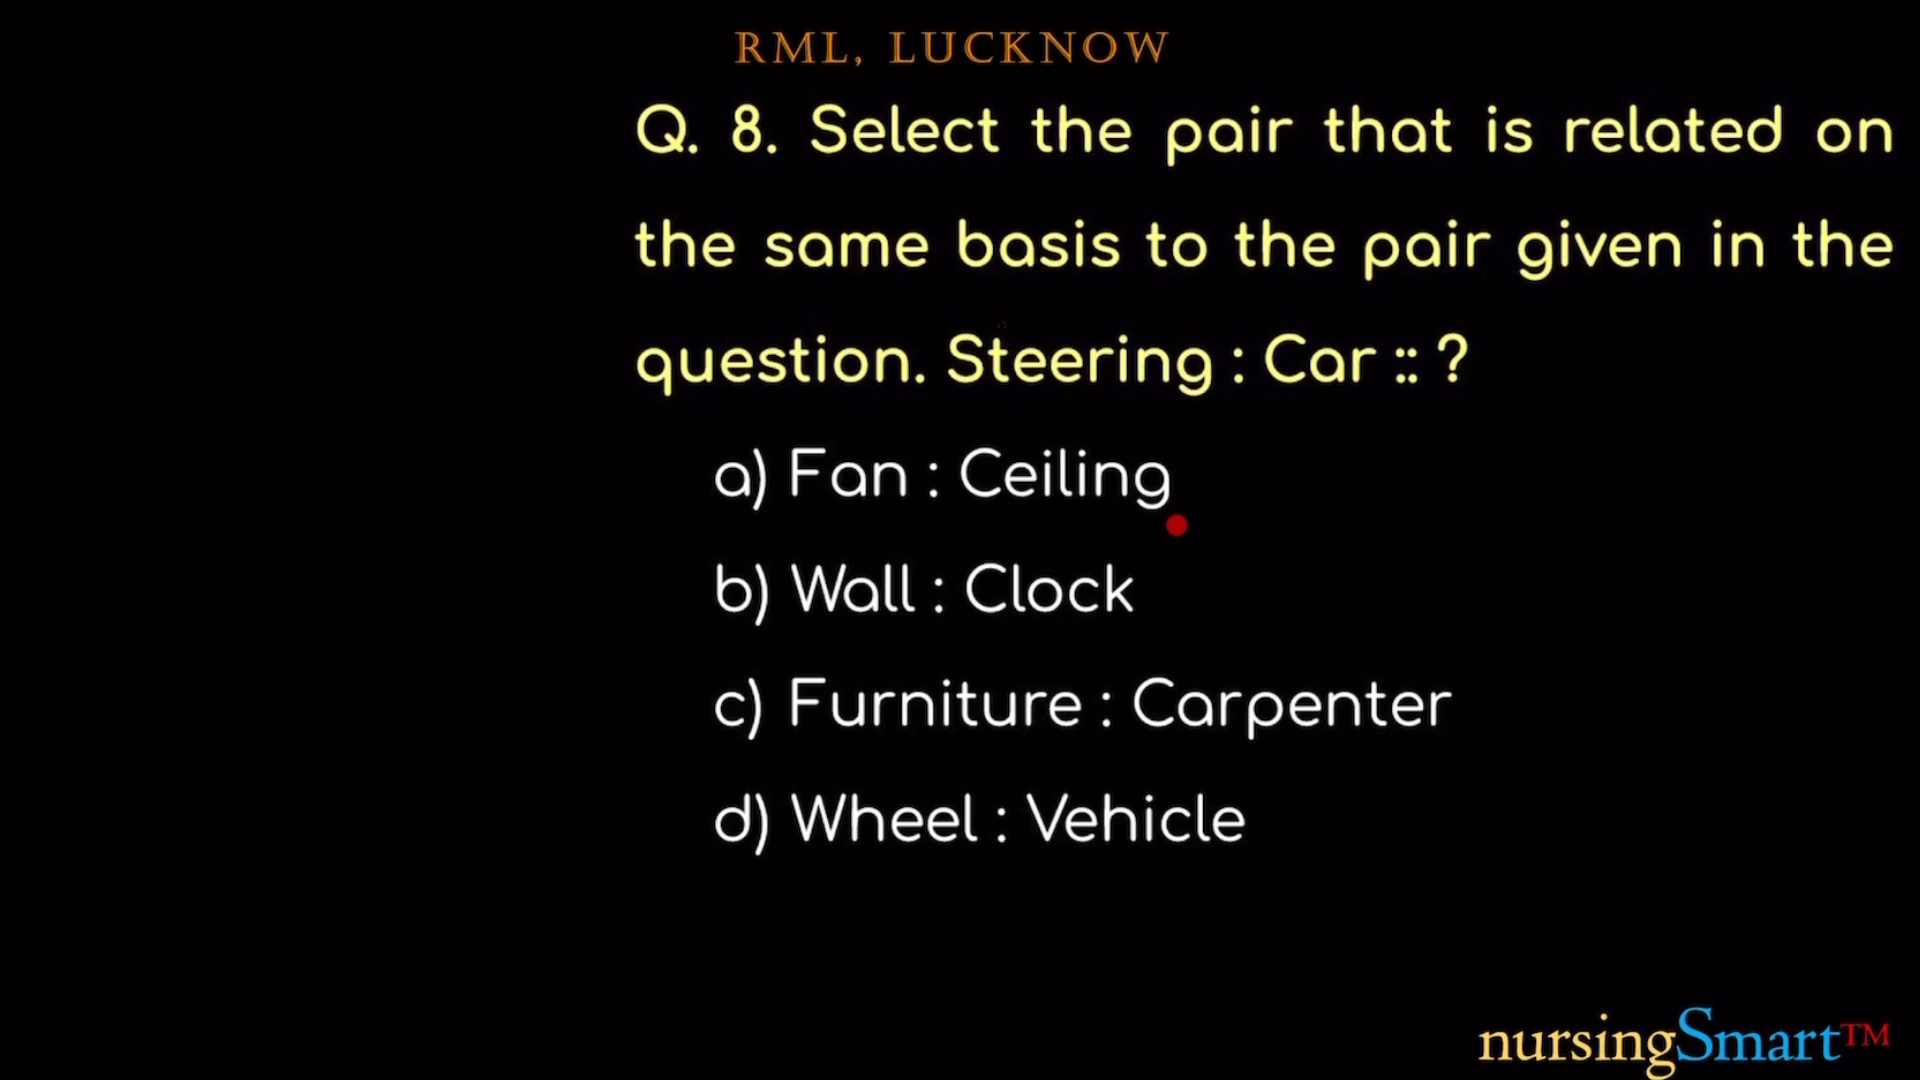 RML, LUCKNOW
Q. 8. Select the pair that is related on
the same basis to the pair given in the
question. Steering : Car :: ?
a) Fan : Ceiling
b) Wall : Clock
c) Furniture : Carpenter
d) Wheel : Vehicle
nursingSmart™